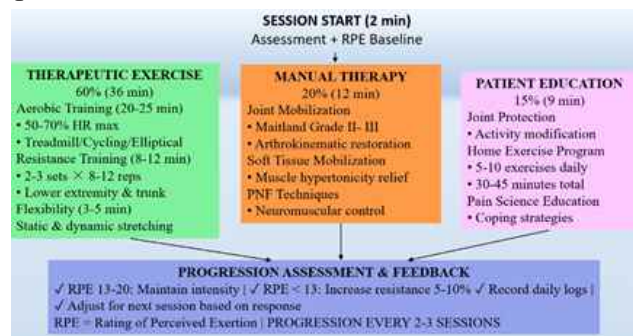 SESSION START (2 min)
Assessment + RPE Baseline
THERAPEUTIC EXERCISE
60% (36 min)
Aerobic Training (20-25 min)
• 50-70% HR max
• Treadmill/Cycling/Elliptical
Resistance Training (8-12 min)
• 2-3 sets × 8-12 reps
• Lower extremity & trunk
Flexibility (3-5 min)
Static & dynamic stretching
MANUAL THERAPY
20% (12 min)
Joint Mobilization
• Maitland Grade II- III
• Arthrokinematic restoration
Soft Tissue Mobilization
• Muscle hypertonicity relief
PNF Techniques
• Neuromuscular control
PATIENT EDUCATION
15% (9 min)
Joint Protection
• Activity modification
Home Exercise Program
• 5-10 exercises daily
• 30-45 minutes total
Pain Science Education
• Coping strategies
PROGRESSION ASSESSMENT & FEEDBACK
✓ RPE 13-20: Maintain intensity | ✓ RPE < 13: Increase resistance 5-10% ✓ Record daily logs |
✓ Adjust for next session based on response
RPE = Rating of Perceived Exertion | PROGRESSION EVERY 2-3 SESSIONS